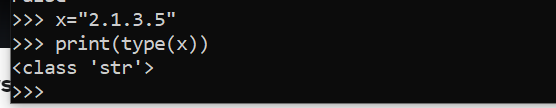 >>> x="2.1.3.5"
>>> print(type(x))
<class 'str'>
>>>